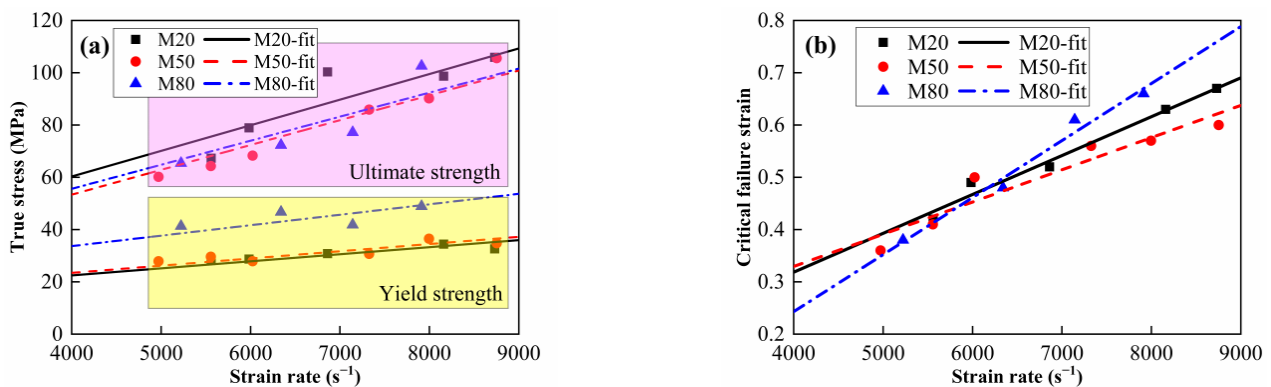 120
100
80
60
40
20
0
True stress (MPa)
(a)
M20 M20-fit
M50 M50-fit
M80 M80-fit
Ultimate strength
Yield strength
4000 5000 6000 7000 8000 9000
Strain rate (s⁻¹)
0.8
0.7
0.6
0.5
0.4
0.3
0.2
Critical failure strain
(b)
M20 M20-fit
M50 M50-fit
M80 M80-fit
4000 5000 6000 7000 8000 9000
Strain rate (s⁻¹)